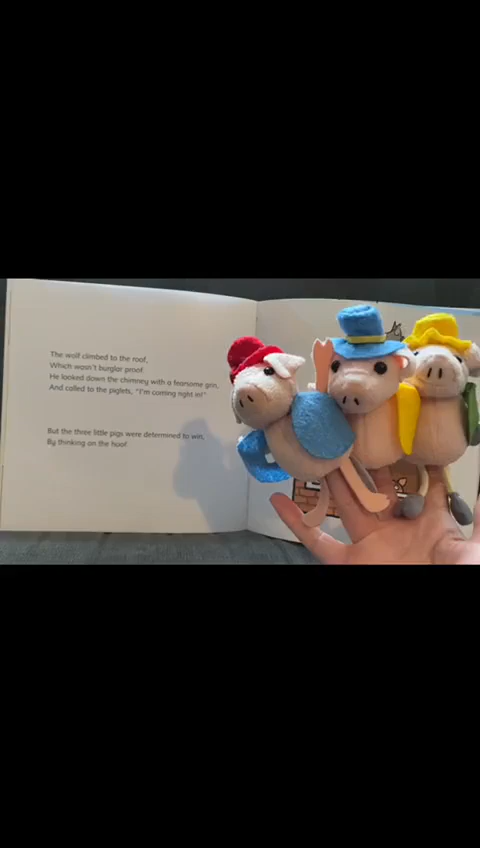 The wolf climbed to the roof,
Which wasn't burglar proof.
He looked down the chimney with a fearsome grin,
And called to the piglets, "I'm coming right in!"
But the three little pigs were determined to win,
By thinking on the hoof.